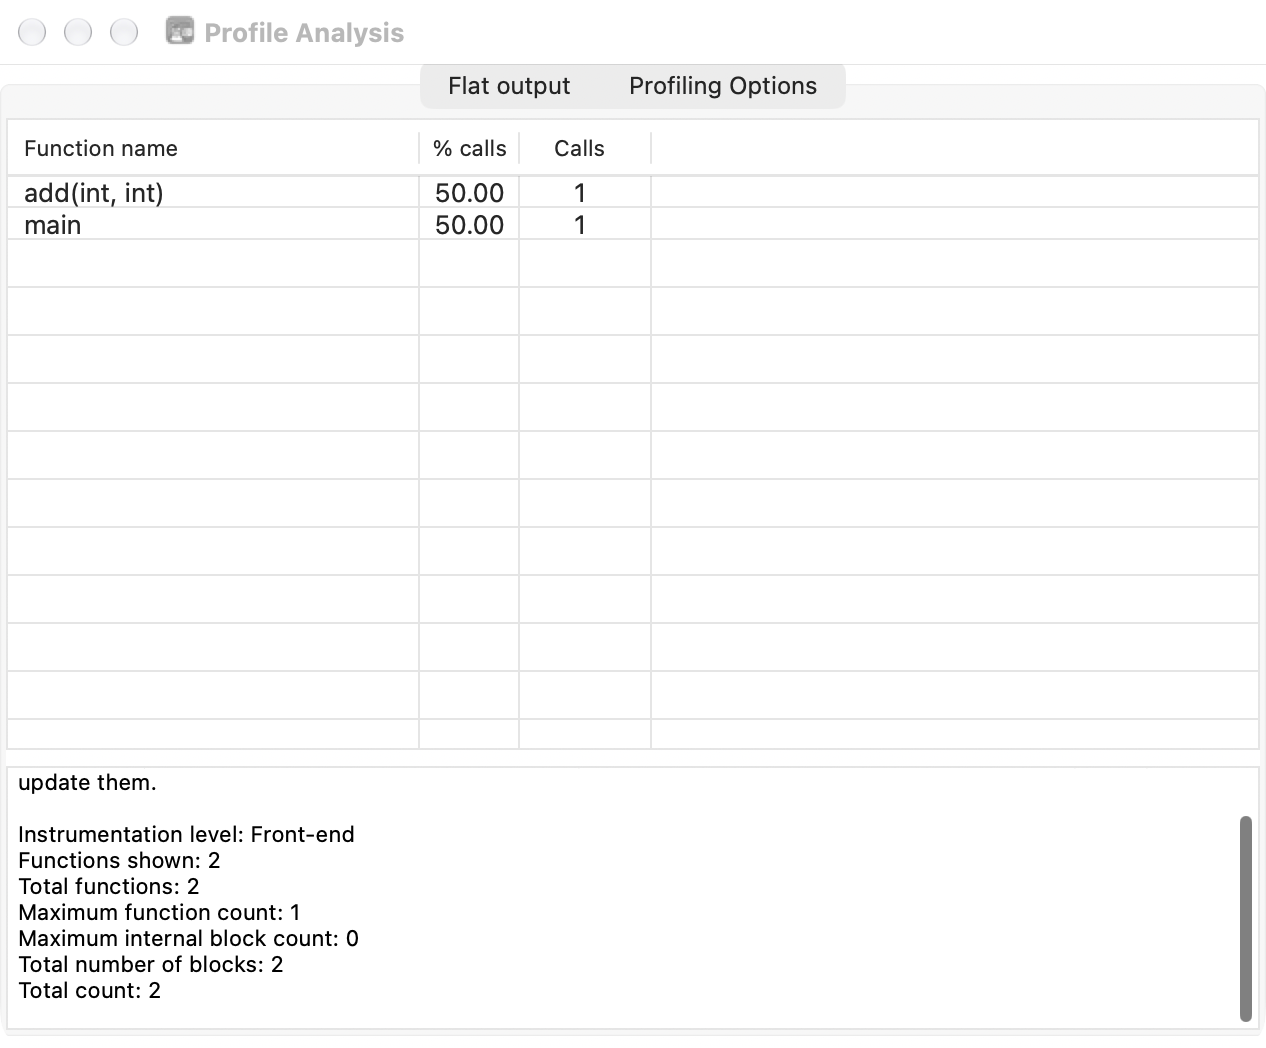 Profile Analysis
Flat output Profiling Options
Function name % calls Calls
add(int, int) 50.00 1
main 50.00 1
update them.
Instrumentation level: Front-end
Functions shown: 2
Total functions: 2
Maximum function count: 1
Maximum internal block count: 0
Total number of blocks: 2
Total count: 2